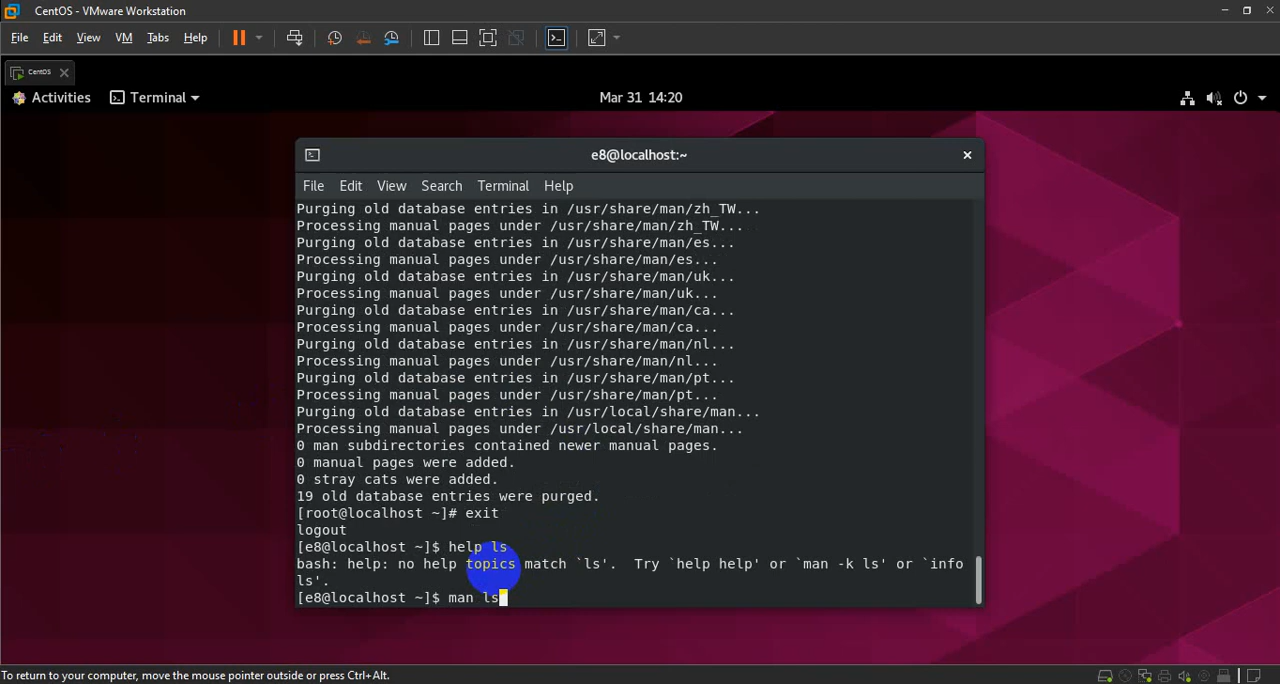 CentOS - VMware Workstation
File Edit View VM Tabs Help
CentOS
Activities Terminal Mar 31 14:20
e8@localhost:~
File Edit View Search Terminal Help
Purging old database entries in /usr/share/man/zh_TW...
Processing manual pages under /usr/share/man/zh_TW...
Purging old database entries in /usr/share/man/es...
Processing manual pages under /usr/share/man/es...
Purging old database entries in /usr/share/man/uk...
Processing manual pages under /usr/share/man/uk...
Purging old database entries in /usr/share/man/ca...
Processing manual pages under /usr/share/man/ca...
Purging old database entries in /usr/share/man/nl...
Processing manual pages under /usr/share/man/nl...
Purging old database entries in /usr/share/man/pt...
Processing manual pages under /usr/share/man/pt...
Purging old database entries in /usr/local/share/man...
Processing manual pages under /usr/local/share/man...
0 man subdirectories contained newer manual pages.
0 manual pages were added.
0 stray cats were added.
19 old database entries were purged.
[root@localhost ~]# exit
logout
[e8@localhost ~]$ help ls
bash: help: no help topics match `ls'.  Try `help help' or `man -k ls' or `info
ls'.
[e8@localhost ~]$ man ls
To return to your computer, move the mouse pointer outside or press Ctrl+Alt.